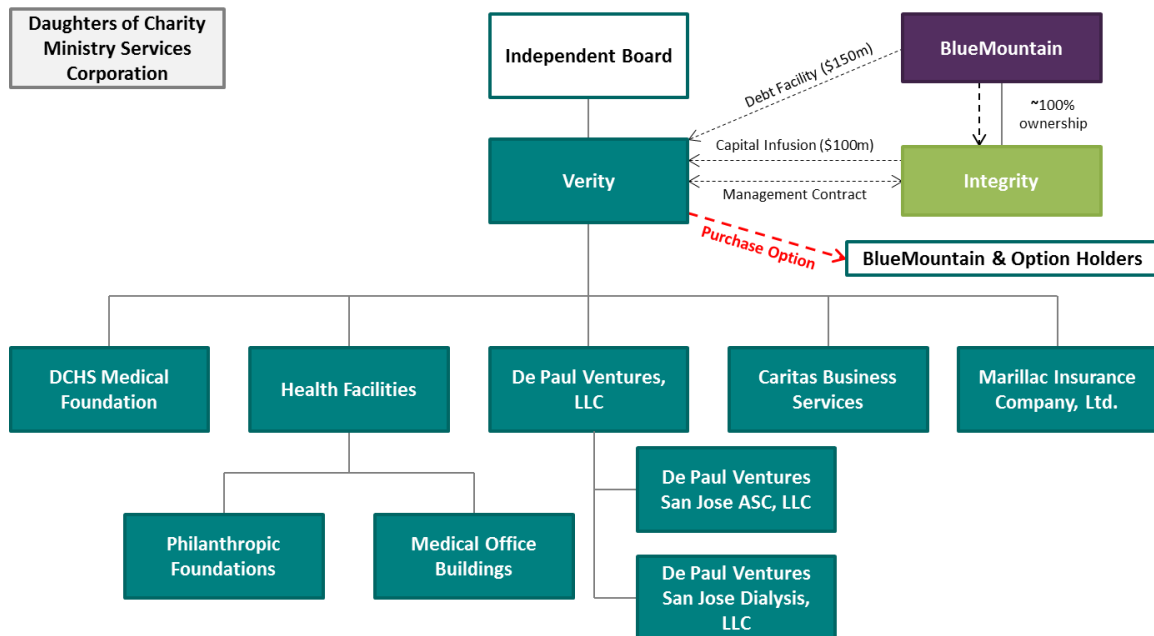 Daughters of Charity
Ministry Services
Corporation
Independent Board
BlueMountain
Debt Facility ($150m)
~100%
ownership
Capital Infusion ($100m)
Verity
Integrity
Management Contract
Purchase Option
BlueMountain & Option Holders
DCHS Medical
Foundation
Health Facilities
De Paul Ventures,
LLC
Caritas Business
Services
Marillac Insurance
Company, Ltd.
De Paul Ventures
San Jose ASC, LLC
Philanthropic
Foundations
Medical Office
Buildings
De Paul Ventures
San Jose Dialysis,
LLC